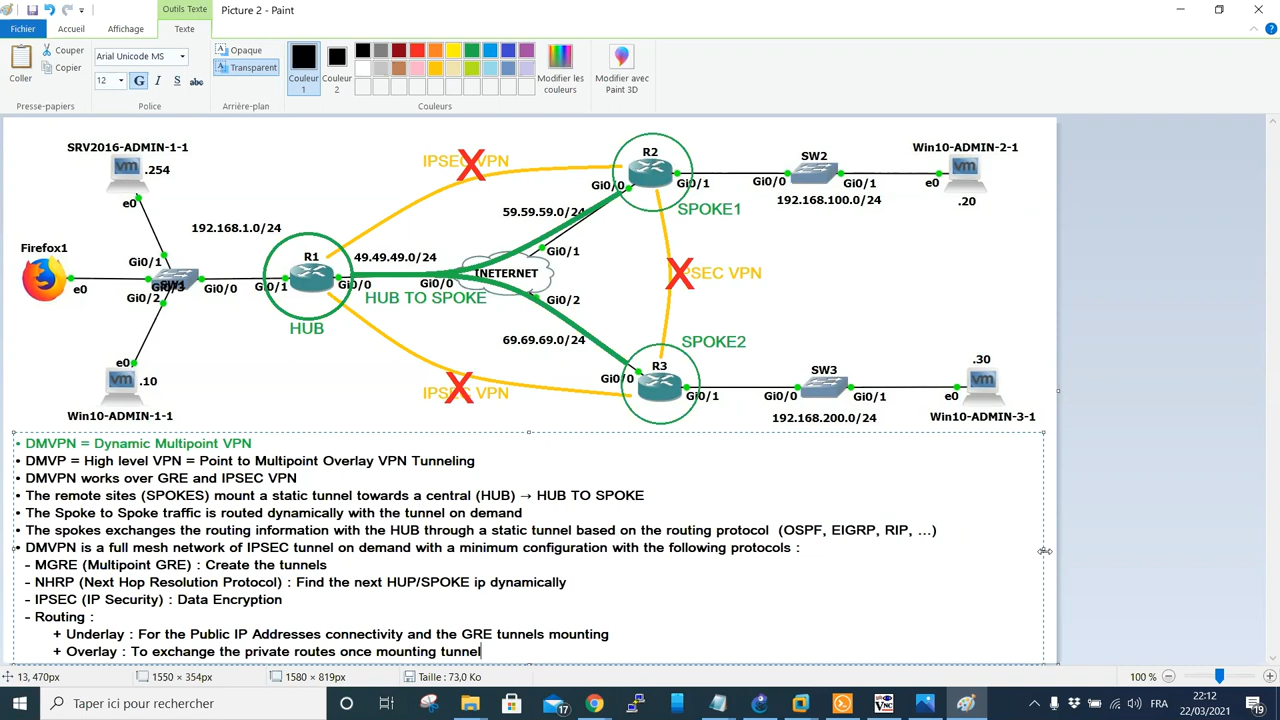 Outils Texte
Picture 2 - Paint
Fichier
Accueil
Affichage
Texte
Coller
Couper
Copier
Presse-papiers
Arial Unicode MS
12
G I S abc
Police
Opaque
Transparent
Arrière-plan
Couleur 1
Couleur 2
Modifier les couleurs
Couleurs
Modifier avec Paint 3D
SRV2016-ADMIN-1-1
vm
.254
e0
192.168.1.0/24
Firefox1
e0
Gi0/1
SW1
Gi0/3
Gi0/0
Gi0/2
e0
vm
.10
Win10-ADMIN-1-1
R1
Gi0/1
Gi0/0
HUB
49.49.49.0/24
Gi0/0
HUB TO SPOKE
INETERNET
Gi0/1
Gi0/2
IPSEC VPN
IPSEC VPN
IPSEC VPN
59.59.59.0/24
69.69.69.0/24
R2
Gi0/0
Gi0/1
SPOKE1
SW2
Gi0/0
Gi0/1
192.168.100.0/24
Win10-ADMIN-2-1
vm
e0
.20
SPOKE2
R3
Gi0/0
Gi0/1
SW3
Gi0/0
Gi0/1
192.168.200.0/24
.30
vm
e0
Win10-ADMIN-3-1
• DMVPN = Dynamic Multipoint VPN
• DMVP = High level VPN = Point to Multipoint Overlay VPN Tunneling
• DMVPN works over GRE and IPSEC VPN
• The remote sites (SPOKES) mount a static tunnel towards a central (HUB) → HUB TO SPOKE
• The Spoke to Spoke traffic is routed dynamically with the tunnel on demand
• The spokes exchanges the routing information with the HUB through a static tunnel based on the routing protocol (OSPF, EIGRP, RIP, ...)
• DMVPN is a full mesh network of IPSEC tunnel on demand with a minimum configuration with the following protocols :
- MGRE (Multipoint GRE) : Create the tunnels
- NHRP (Next Hop Resolution Protocol) : Find the next HUP/SPOKE ip dynamically
- IPSEC (IP Security) : Data Encryption
- Routing :
+ Underlay : For the Public IP Addresses connectivity and the GRE tunnels mounting
+ Overlay : To exchange the private routes once mounting tunnel
13, 470px
1550 × 354px
1580 × 819px
Taille : 73,0 Ko
100 %
Taper ici pour rechercher
17
FRA
22:12
22/03/2021
19